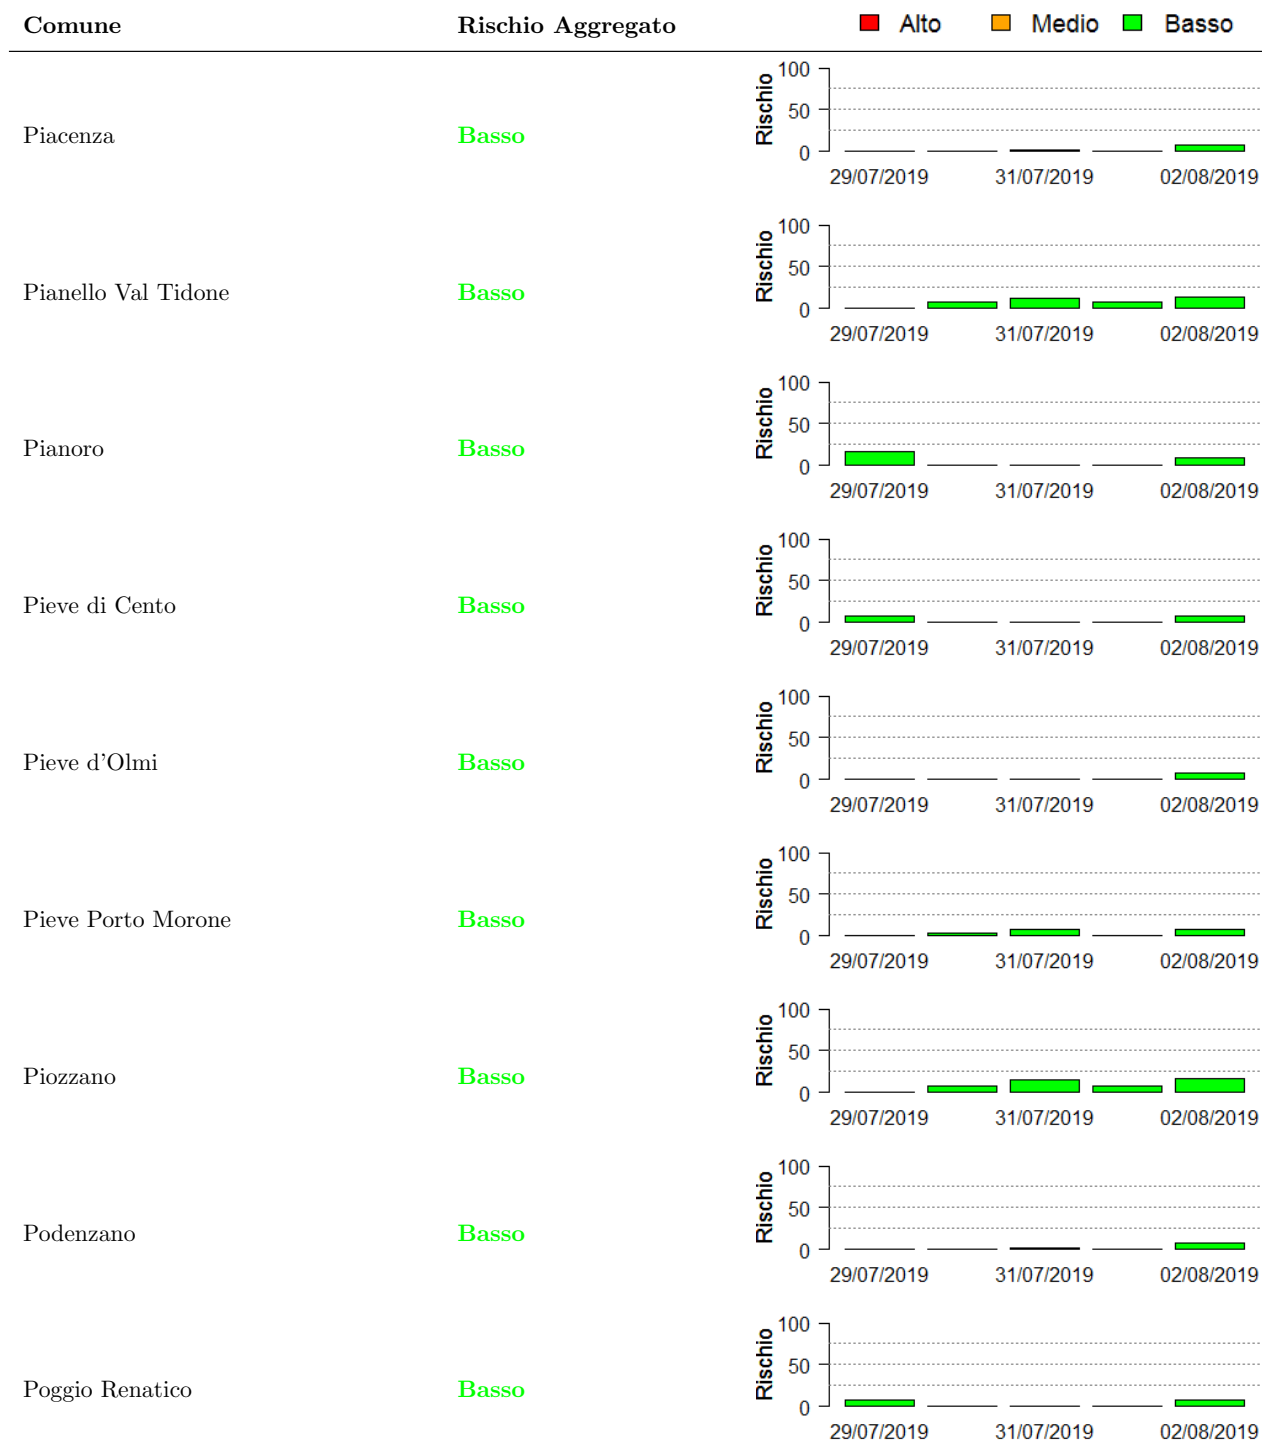 Comune Rischio Aggregato Alto Medio Basso
Piacenza Basso
Rischio
100
50
0
29/07/2019 31/07/2019 02/08/2019
Pianello Val Tidone Basso
Rischio
100
50
0
29/07/2019 31/07/2019 02/08/2019
Pianoro Basso
Rischio
100
50
0
29/07/2019 31/07/2019 02/08/2019
Pieve di Cento Basso
Rischio
100
50
0
29/07/2019 31/07/2019 02/08/2019
Pieve d'Olmi Basso
Rischio
100
50
0
29/07/2019 31/07/2019 02/08/2019
Pieve Porto Morone Basso
Rischio
100
50
0
29/07/2019 31/07/2019 02/08/2019
Piozzano Basso
Rischio
100
50
0
29/07/2019 31/07/2019 02/08/2019
Podenzano Basso
Rischio
100
50
0
29/07/2019 31/07/2019 02/08/2019
Poggio Renatico Basso
Rischio
100
50
0
29/07/2019 31/07/2019 02/08/2019